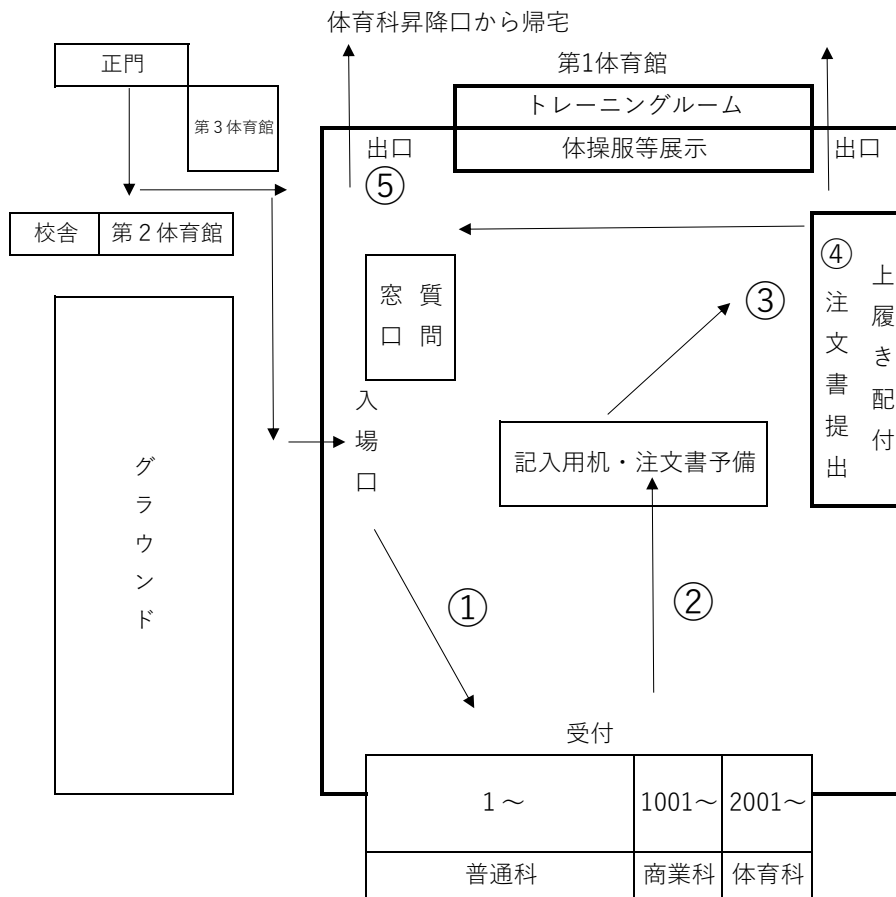 体育科昇降口から帰宅
正門
第1体育館
トレーニングルーム
第３体育館
出口
体操服等展示
出口
⑤
校舎
第２体育館
④
注文書提出
上履き配付
質問
窓口
③
入場口
記入用机・注文書予備
グラウンド
①
②
受付
1～
1001～
2001～
普通科
商業科
体育科